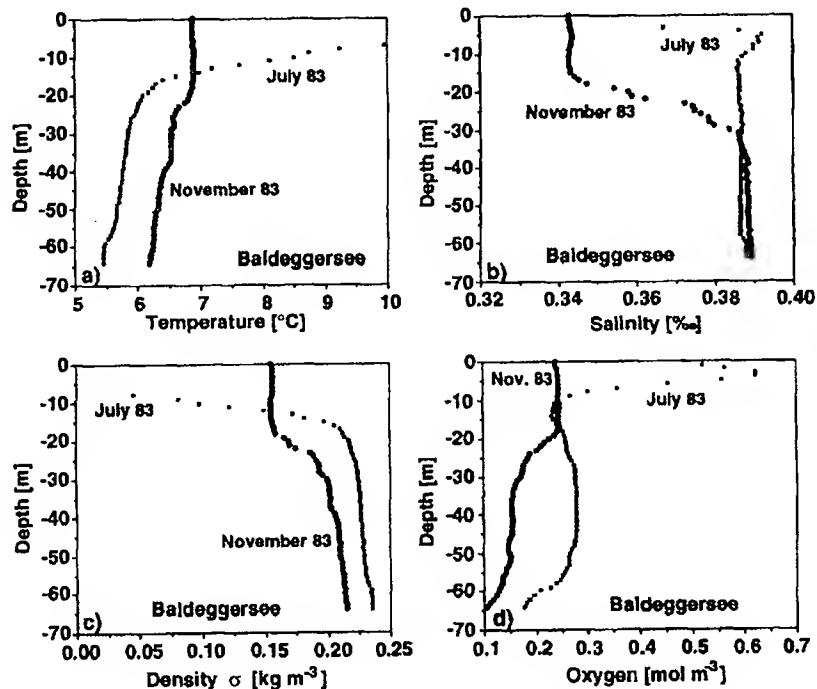 0
-10
-20
-30
-40
-50
-60
-70
Depth [m]
July 83
November 83
a)
Baldeggersee
5 6 7 8 9 10
Temperature [°C]
0
-10
-20
-30
-40
-50
-60
-70
Depth [m]
July 83
November 83
b)
Baldeggersee
0.32 0.34 0.36 0.38 0.40
Salinity [‰]
0
-10
-20
-30
-40
-50
-60
-70
Depth [m]
July 83
November 83
c)
Baldeggersee
0.00 0.05 0.10 0.15 0.20 0.25
Density σ [kg m-3]
0
-10
-20
-30
-40
-50
-60
-70
Depth [m]
Nov. 83
July 83
d)
Baldeggersee
0.1 0.2 0.3 0.4 0.5 0.6 0.7
Oxygen [mol m-3]